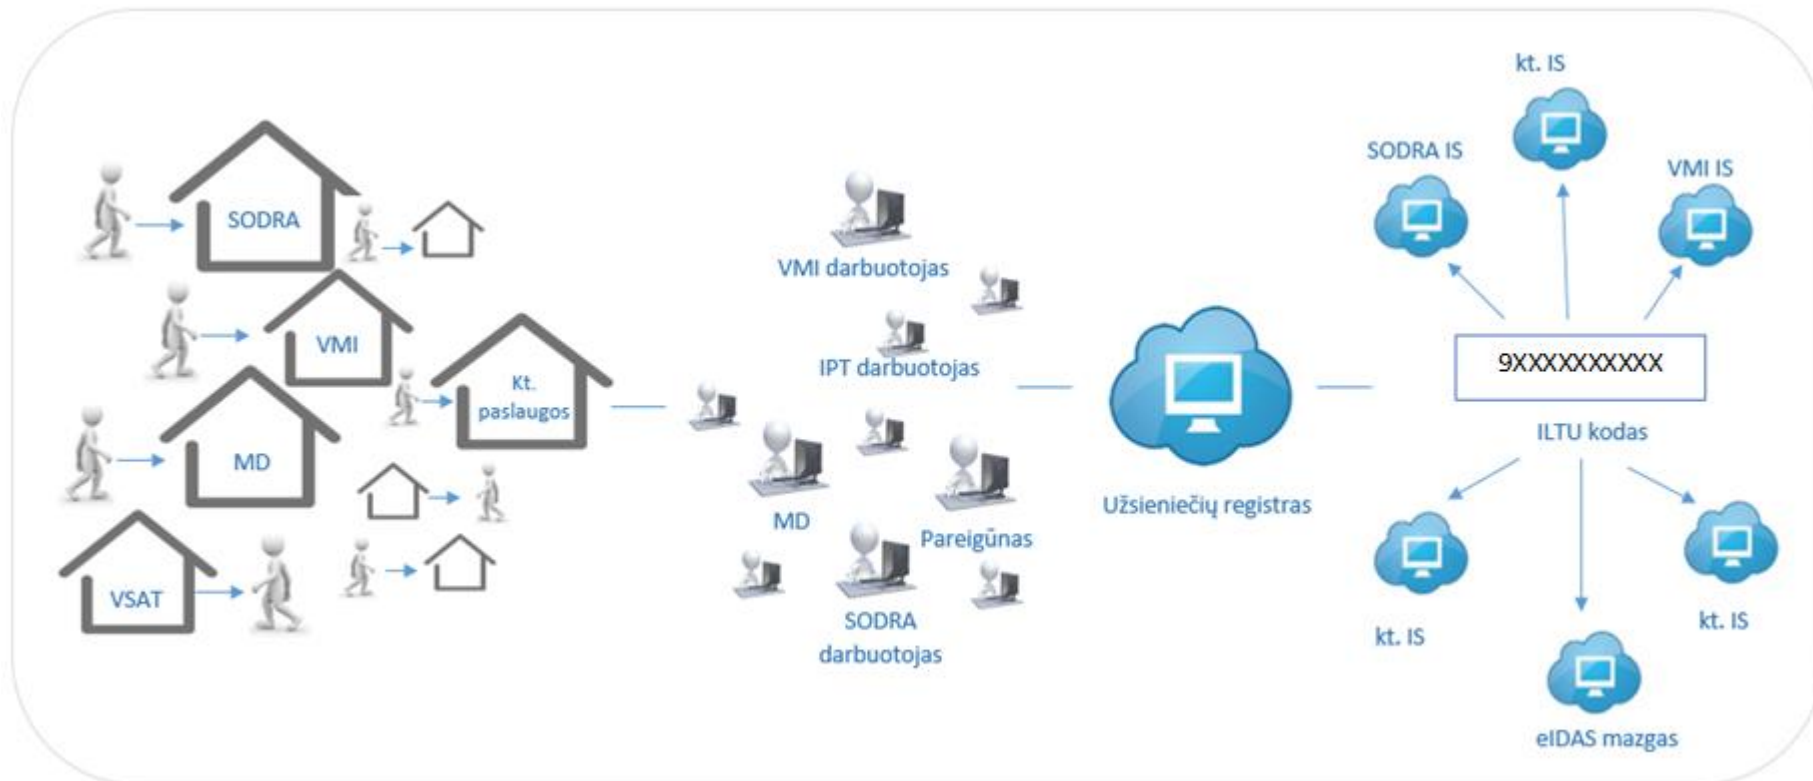 SODRA
VMI
Kt.
paslaugos
MD
VSAT
VMI darbuotojas
IPT darbuotojas
MD
Pareigūnas
SODRA
darbuotojas
Užsieniečių registras
kt. IS
SODRA IS
VMI IS
9XXXXXXXXXX
ILTU kodas
kt. IS
kt. IS
eIDAS mazgas